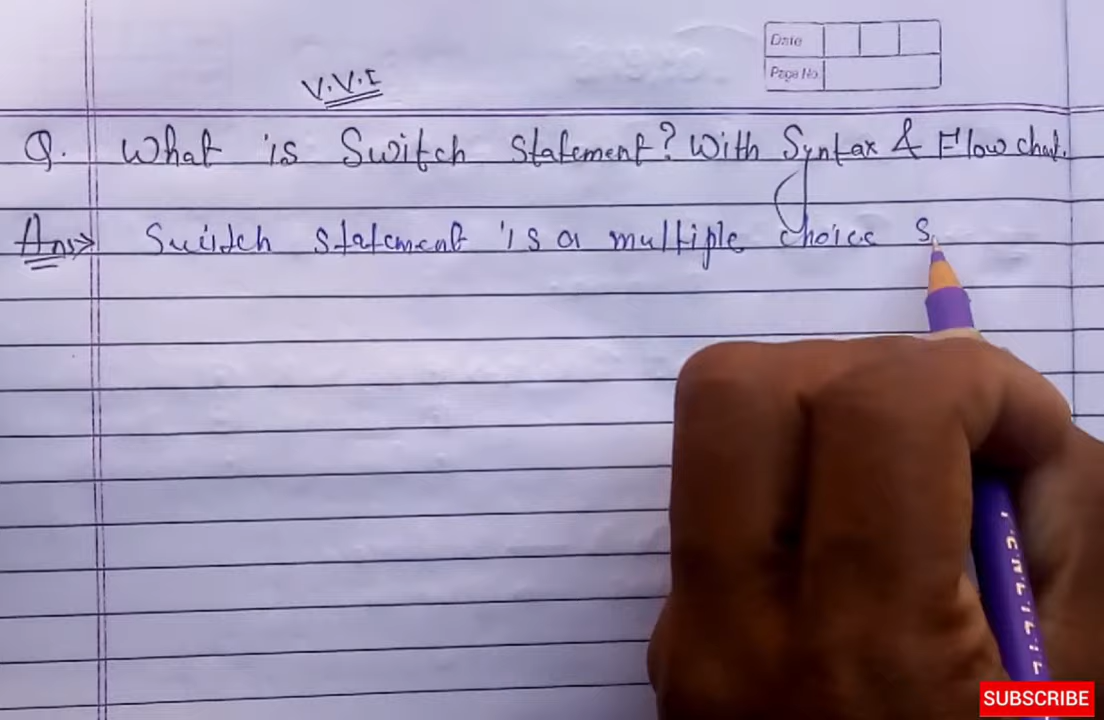 Date
Page No.
V.V.I
Q. What is Switch Statement? With Syntax & Flow chart.
Ans⇒ Switch statement is a multiple choice S
SUBSCRIBE